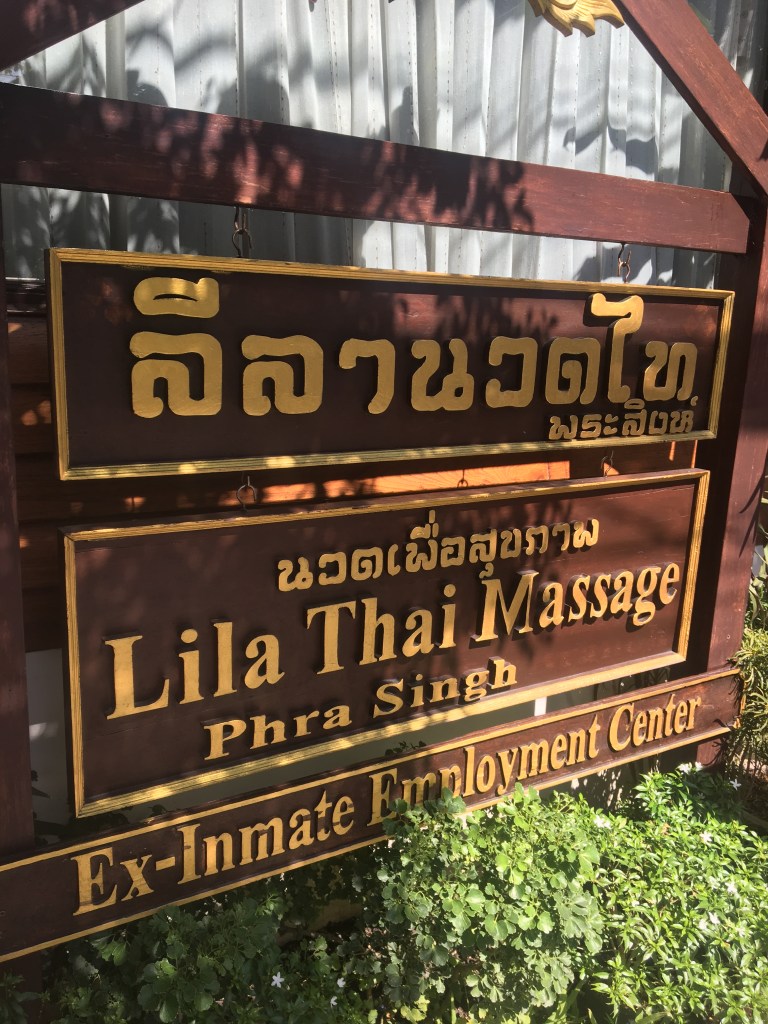 ลีลานวดไท
พระสิงห์
นวดเพื่อสุขภาพ
Lila Thai Massage
Phra Singh
Ex-Inmate Employment Center